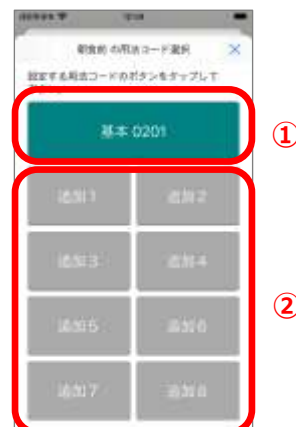 朝食前 の用法コード選択
設定する用法コードのボタンをタップして
基本 0201
①
追加 1 追加 2
追加 3 追加 4
②
追加 5 追加 6
追加 7 追加 8